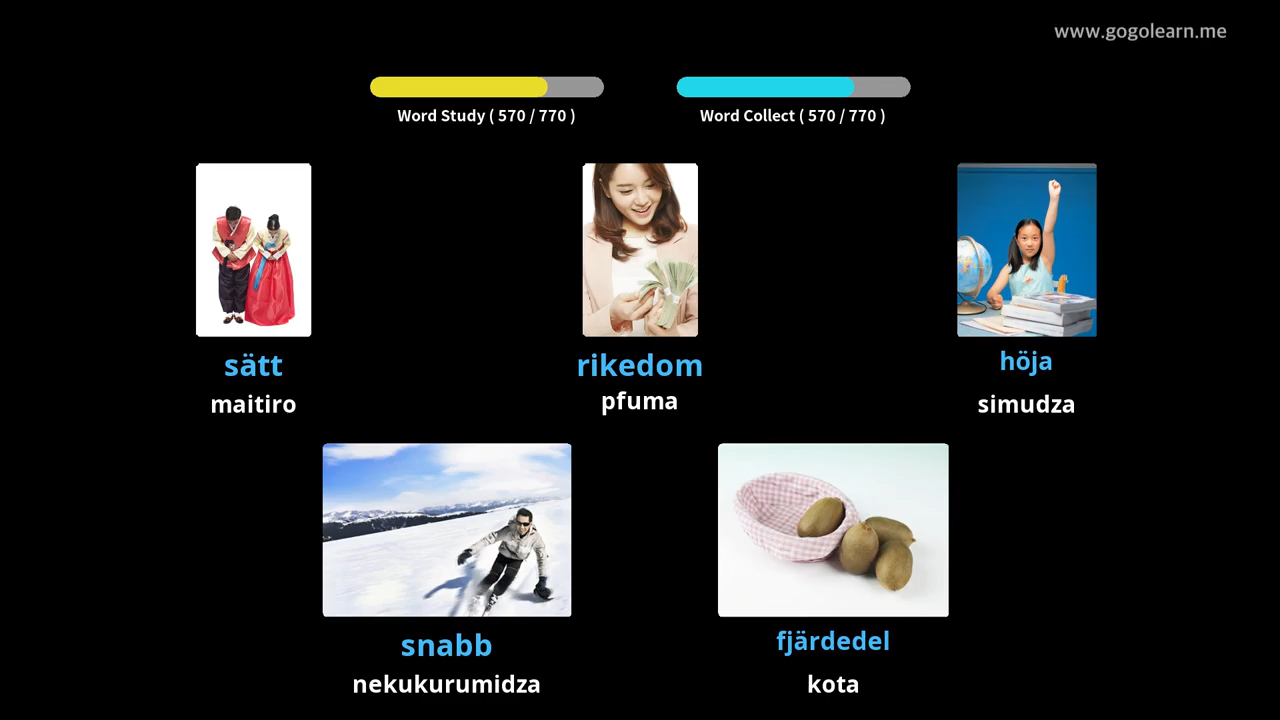 www.gogolearn.me
Word Study ( 570 / 770 )
Word Collect ( 570 / 770 )
sätt
maitiro
rikedom
pfuma
höja
simudza
snabb
nekukurumidza
fjärdedel
kota